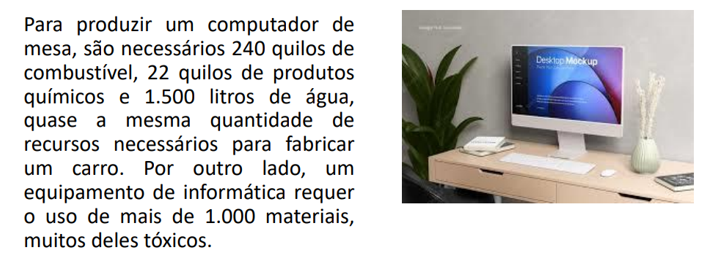 Para produzir um computador de
mesa, são necessários 240 quilos de
combustível, 22 quilos de produtos
químicos e 1.500 litros de água,
quase a mesma quantidade de
recursos necessários para fabricar
um carro. Por outro lado, um
equipamento de informática requer
o uso de mais de 1.000 materiais,
muitos deles tóxicos.
Desktop Mockup